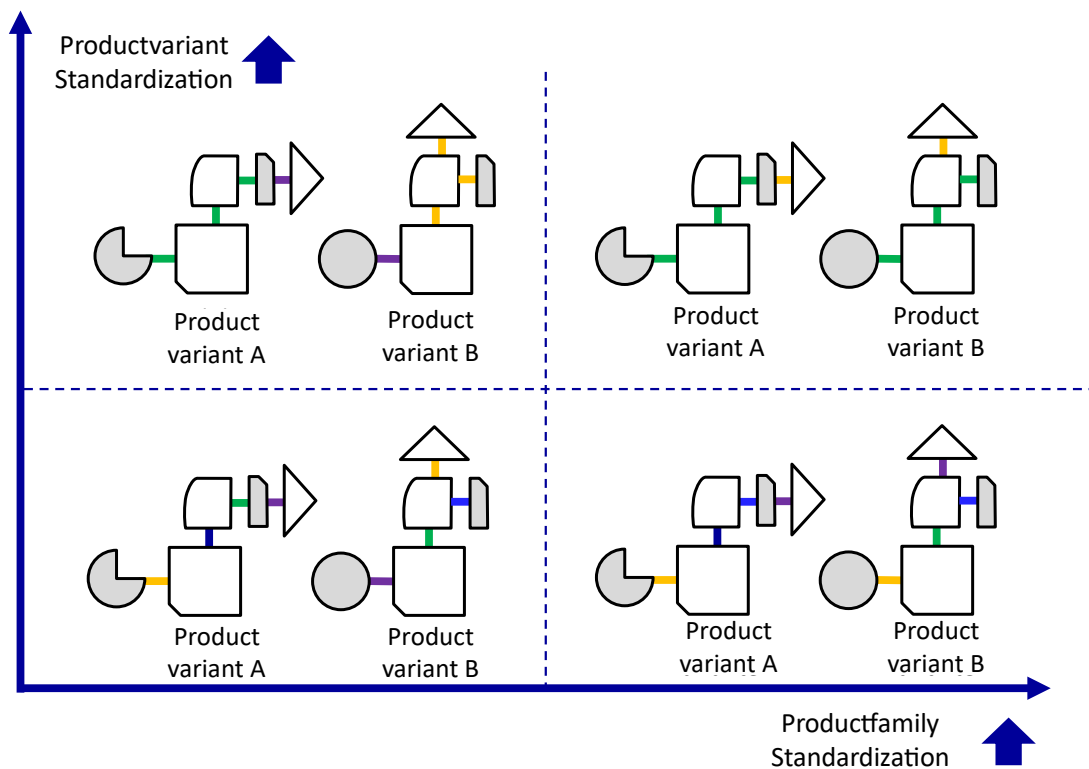 Productvariant
Standardization
Product
variant A
Product
variant B
Product
variant A
Product
variant B
Product
variant A
Product
variant B
Product
variant A
Product
variant B
Productfamily
Standardization